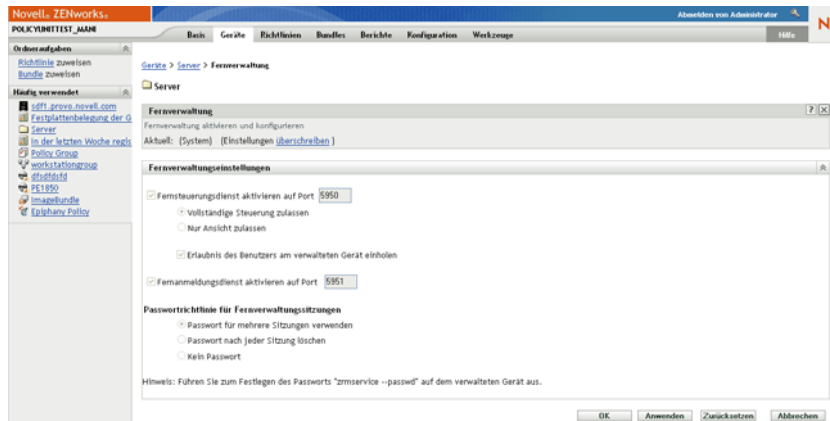 Novell. ZENworks.
Abmelden von Administrator
N
POLICYUNITTEST_MANI
Basis Geräte Richtlinien Bundles Berichte Konfiguration Werkzeuge
Hilfe
Ordneraufgaben
Richtlinie zuweisen
Bundle zuweisen
Häufig verwendet
sdf1.provo.novell.com
Festplattenbelegung der G
Server
In der letzten Woche regis
Policy Group
workstationgroup
dfsdfdsfd
PE1850
ImageBundle
Epiphany Policy
Geräte > Server > Fernverwaltung
Server
Fernverwaltung
Fernverwaltung aktivieren und konfigurieren
Aktuell: (System) (Einstellungen überschreiben )
Fernverwaltungseinstellungen
Fernsteuerungsdienst aktivieren auf Port 5950
Vollständige Steuerung zulassen
Nur Ansicht zulassen
Erlaubnis des Benutzers am verwalteten Gerät einholen
Fernanmeldungsdienst aktivieren auf Port 5951
Passwortrichtlinie für Fernverwaltungssitzungen
Passwort für mehrere Sitzungen verwenden
Passwort nach jeder Sitzung löschen
Kein Passwort
Hinweis: Führen Sie zum Festlegen des Passworts "zrmservice --passwd" auf dem verwalteten Gerät aus.
OK Anwenden Zurücksetzen Abbrechen